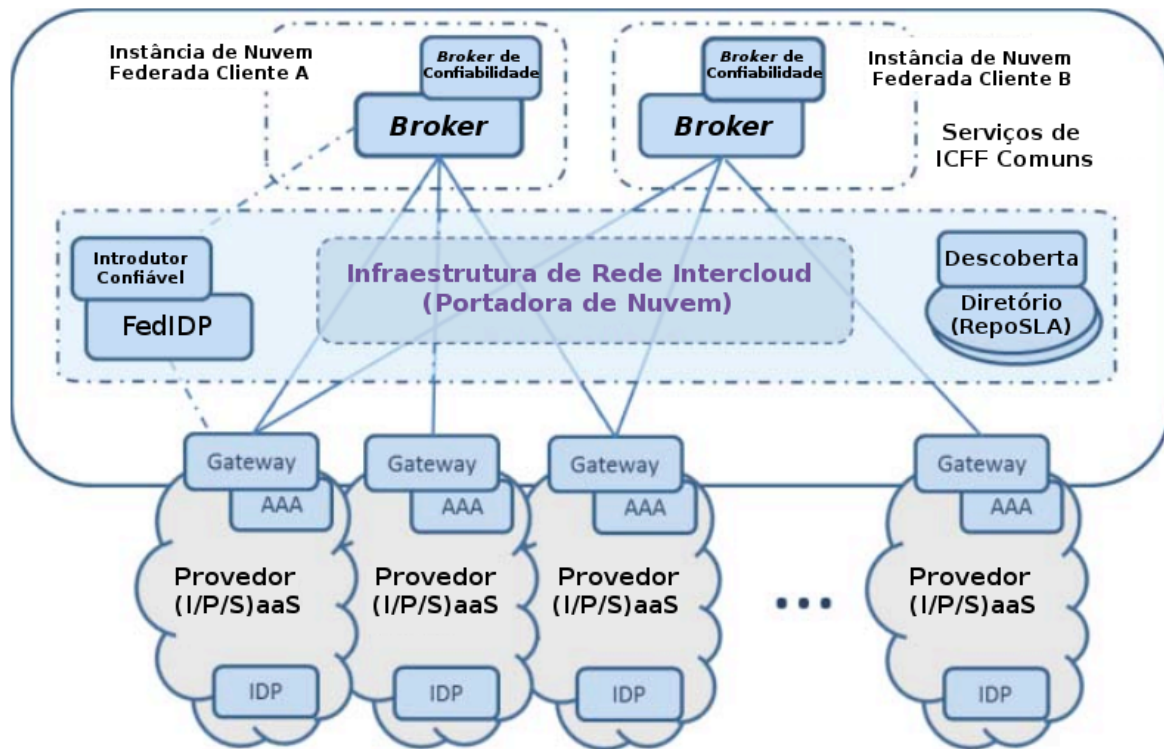 Instância de Nuvem
Federada Cliente A
Broker de
Confiabilidade
Broker
Broker de
Confiabilidade
Broker
Instância de Nuvem
Federada Cliente B
Serviços de
ICFF Comuns
Introdutor
Confiável
FedIDP
Infraestrutura de Rede Intercloud
(Portadora de Nuvem)
Descoberta
Diretório
(RepoSLA)
Gateway
AAA
Provedor
(I/P/S)aaS
IDP
Gateway
AAA
Provedor
(I/P/S)aaS
IDP
Gateway
AAA
Provedor
(I/P/S)aaS
IDP
...
Gateway
AAA
Provedor
(I/P/S)aaS
IDP